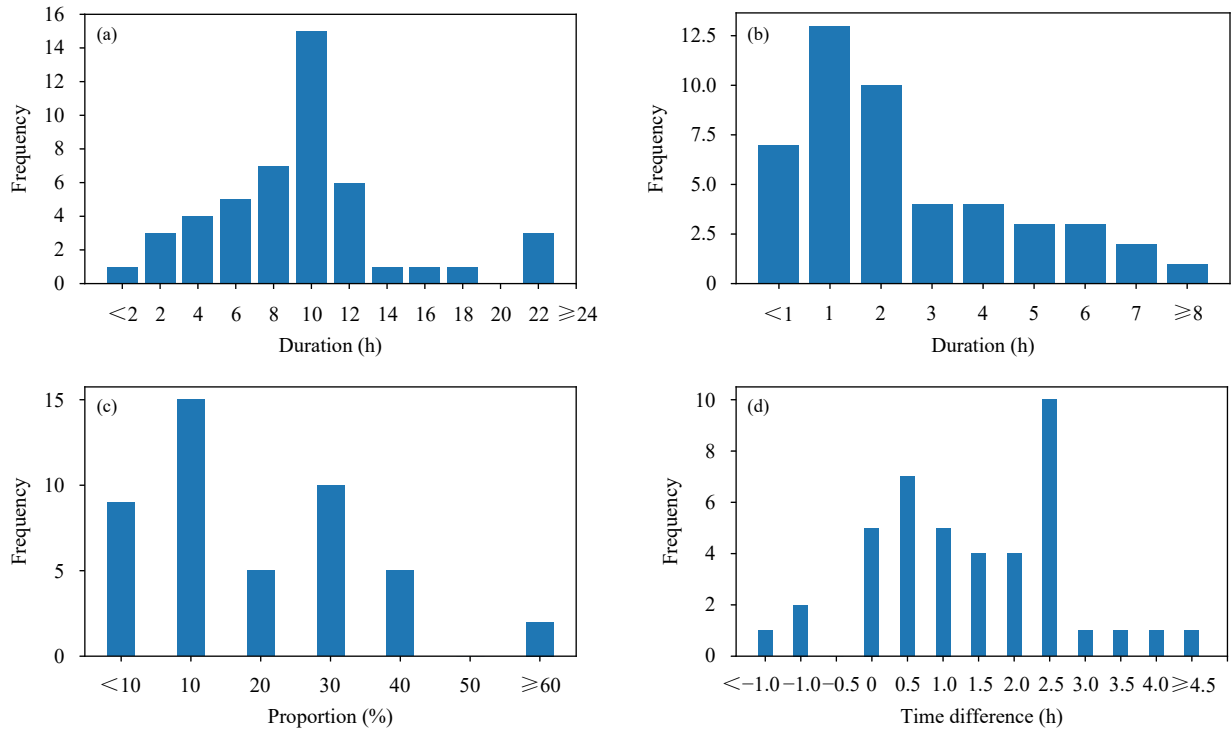 (a)
16
14
12
10
8
6
4
2
0
Frequency
<2 2 4 6 8 10 12 14 16 18 20 22 ⩾24
Duration (h)
(b)
12.5
10.0
7.5
5.0
2.5
0
Frequency
<1 1 2 3 4 5 6 7 ⩾8
Duration (h)
(c)
15
10
5
0
Frequency
<10 10 20 30 40 50 ⩾60
Proportion (%)
(d)
10
8
6
4
2
0
Frequency
<−1.0 −1.0 −0.5 0 0.5 1.0 1.5 2.0 2.5 3.0 3.5 4.0 ⩾4.5
Time difference (h)